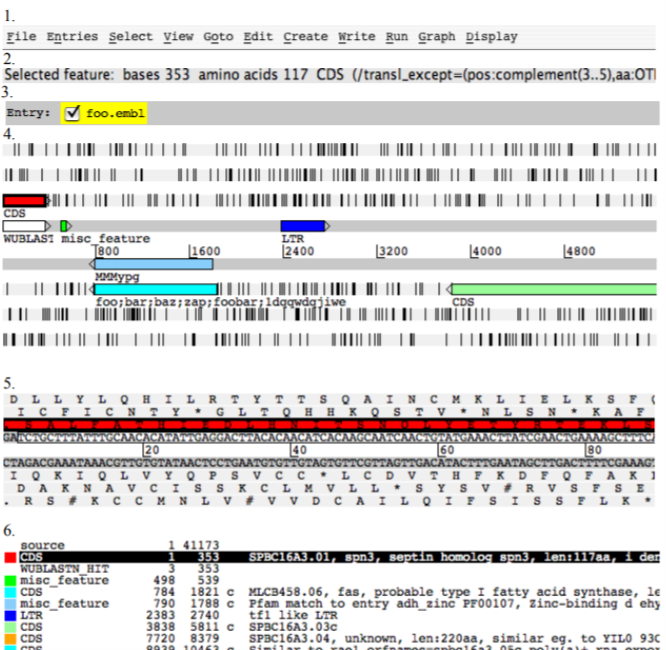 1.
File Entries Select View Goto Edit Create Write Run Graph Display
2.
Selected feature: bases 353 amino acids 117 CDS (/transl_except=(pos:complement(3..5),aa:OTI
3.
Entry: foo.embl
4.
CDS
WUBLAST misc_feature LTR
800 1600 2400 3200 4000 4800
MMMypg
foo;bar;baz;zap;foobar;ldqqwdqjiwe CDS
5.
D L L Y L Q H I L R T Y T T S Q A I N C M K L I E L K S F
I C F I C N T Y * G L T Q H H K Q S T V * N L S N * K A F
GATCTGCTTTATTTGCAACACATATTGAGGACTTACACAACATCACAAGCAATCAACTGTATGAAACTTATCGAACTGAAAAGCTTTC
20 40 60 80
CTAGACGAAATAAACGTTGTGTATAACTCCTGAATGTGTTGTAGTGTTCGTTAGTTGACATACTTTGAATAGCTTGACTTTTCGAAAG
I Q K I Q L V Y Q P S V C C * L C D V T H F K D F Q F A K
D A K N A V C I S S K C L M V L L * S Y S V # R V S F S E
. R S # K C C M N L V # V V D C A I L Q I F S I S S F L K *
6.
source 1 41173
CDS 1 353 SPBC16A3.01, spn3, septin homolog spn3, len:117aa, i den
WUBLASTN_HIT 3 353
misc_feature 498 539
CDS 784 1821 c MLCB458.06, fas, probable type I fatty acid synthase, le
misc_feature 790 1788 c Pfam match to entry adh_zinc PF00107, Zinc-binding d ehy
LTR 2383 2740 tf1 like LTR
CDS 3838 5811 c SPBC16A3.03c
CDS 7720 8379 SPBC16A3.04, unknown, len:220aa, similar eg. to YIL0 93C